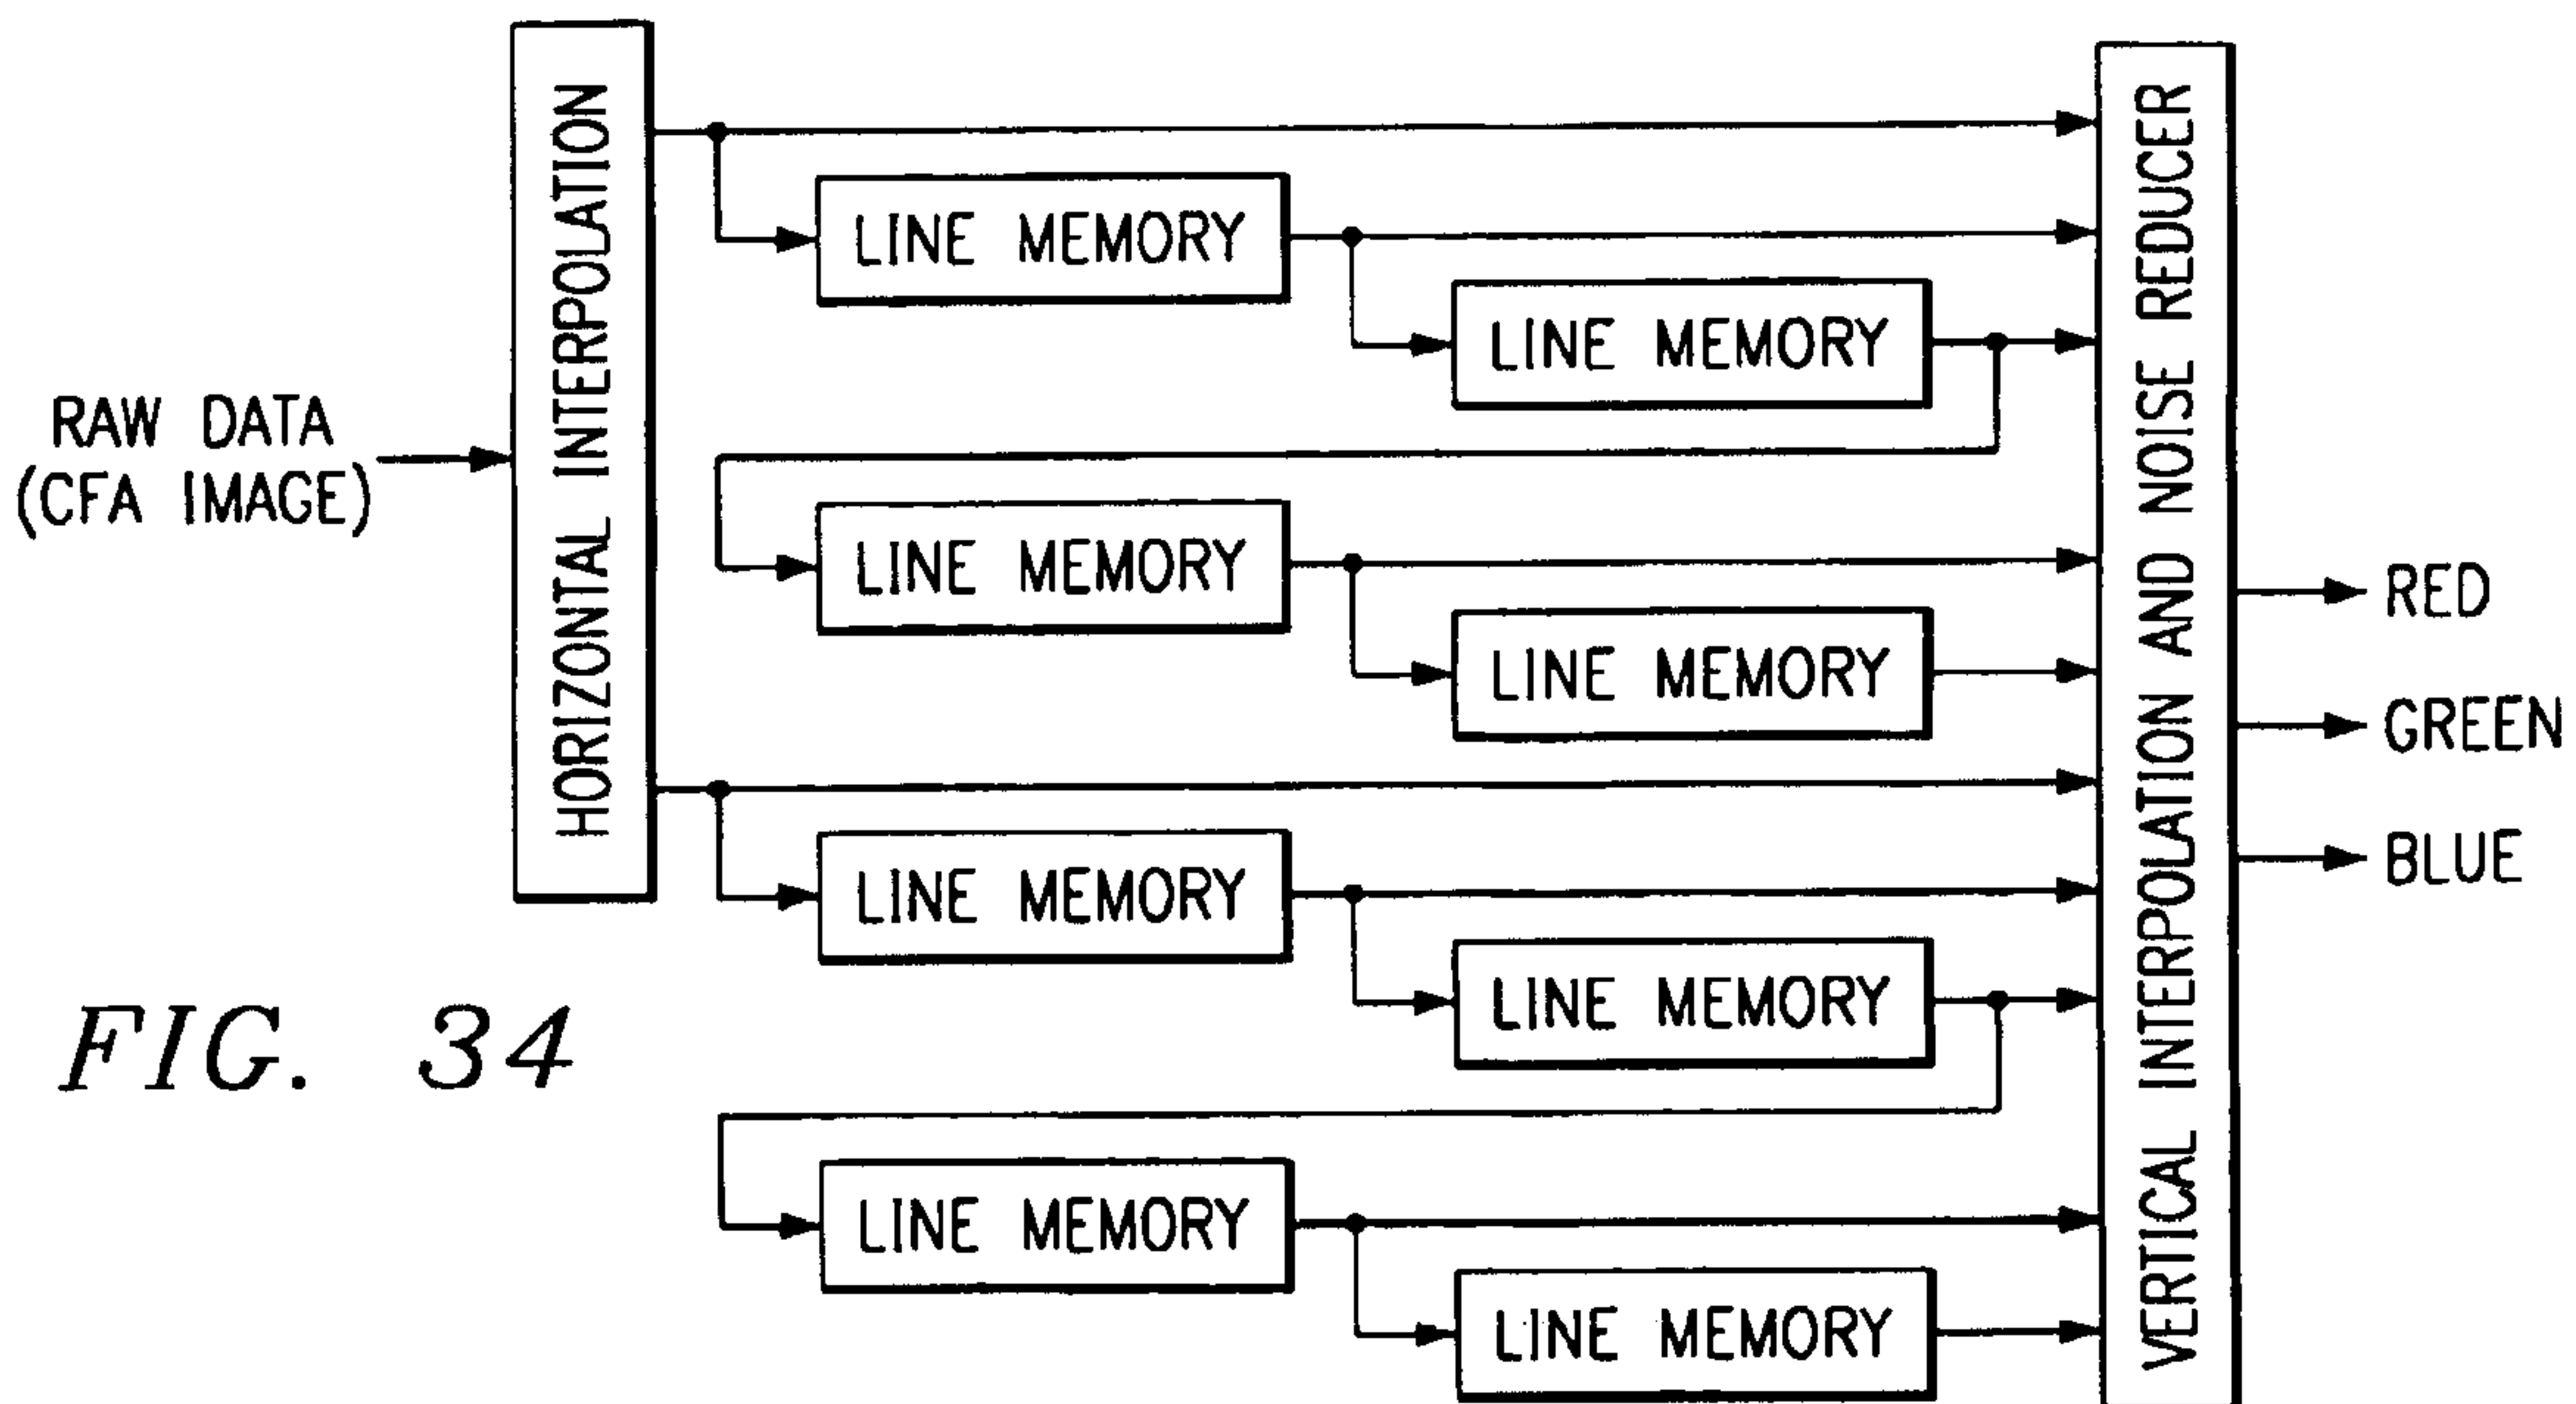 HORIZONTAL INTERPOLATION
RAW DATA
(CFA IMAGE)
LINE MEMORY
LINE MEMORY
LINE MEMORY
LINE MEMORY
LINE MEMORY
LINE MEMORY
LINE MEMORY
LINE MEMORY
VERTICAL INTERPOLATION AND NOISE REDUCER
RED
GREEN
BLUE
FIG. 34